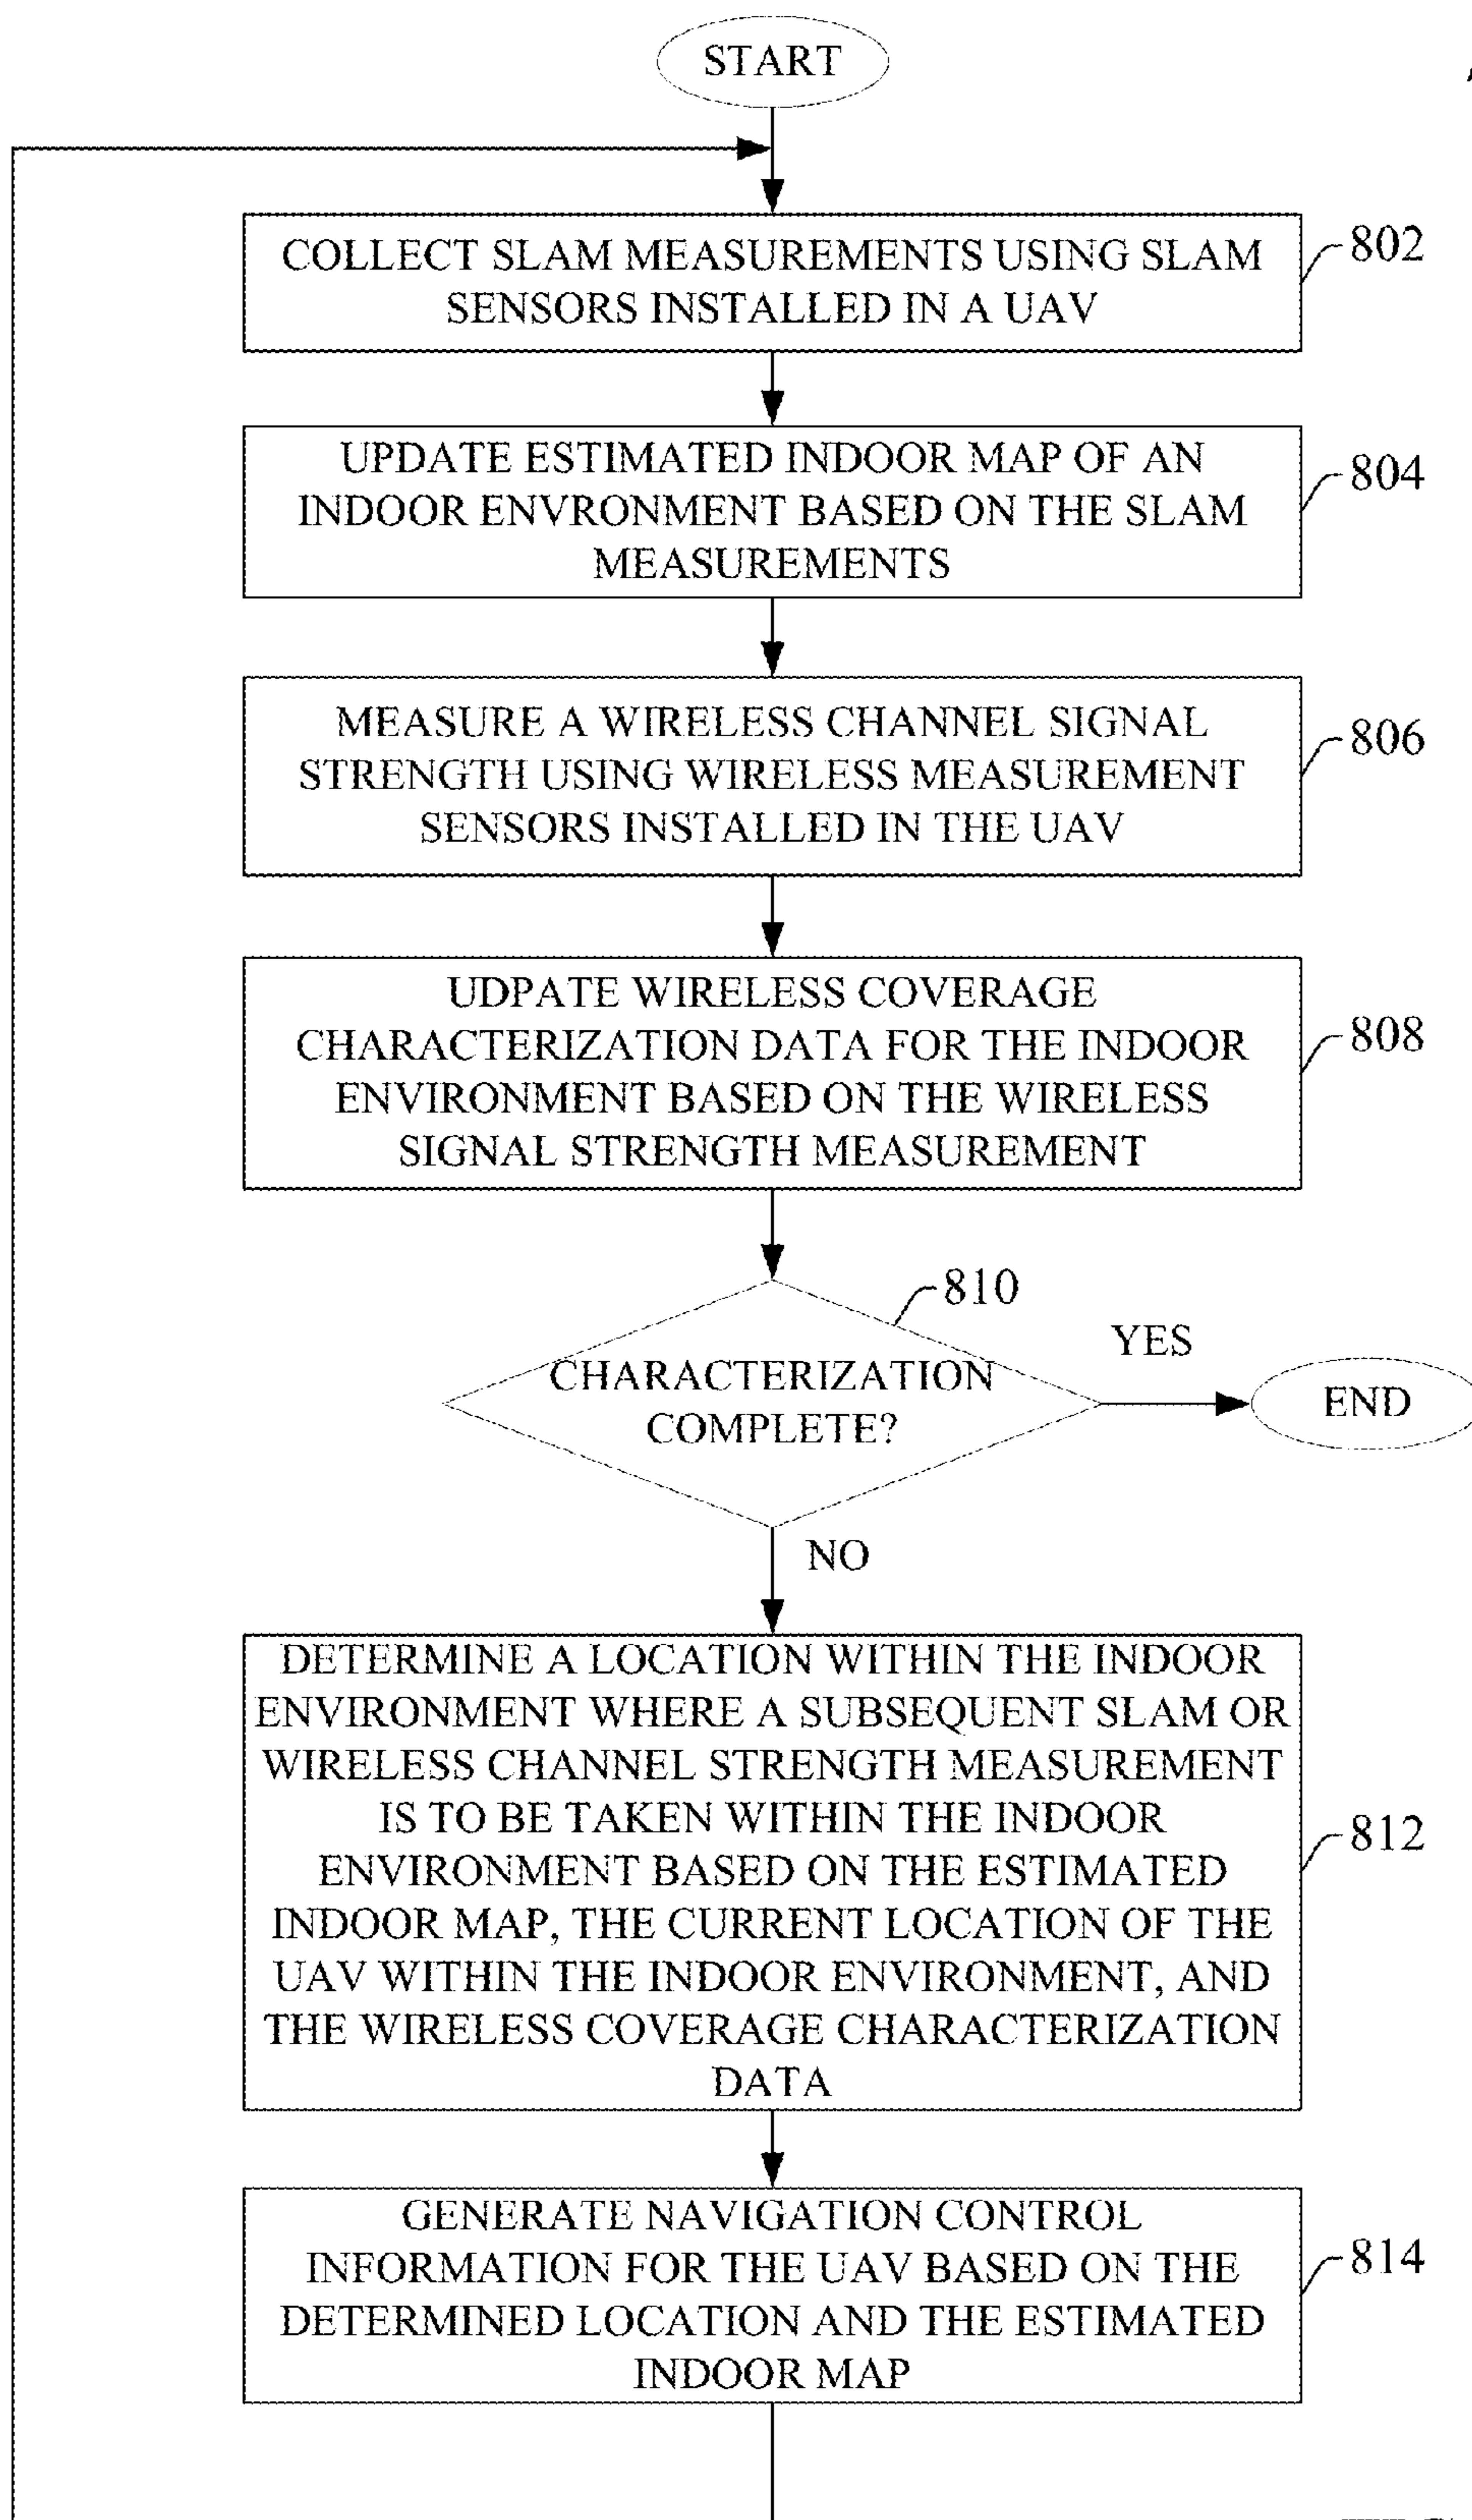 START
COLLECT SLAM MEASUREMENTS USING SLAM
SENSORS INSTALLED IN A UAV
802
UPDATE ESTIMATED INDOOR MAP OF AN
INDOOR ENVRONMENT BASED ON THE SLAM
MEASUREMENTS
804
MEASURE A WIRELESS CHANNEL SIGNAL
STRENGTH USING WIRELESS MEASUREMENT
SENSORS INSTALLED IN THE UAV
806
UDPATE WIRELESS COVERAGE
CHARACTERIZATION DATA FOR THE INDOOR
ENVIRONMENT BASED ON THE WIRELESS
SIGNAL STRENGTH MEASUREMENT
808
810
CHARACTERIZATION
COMPLETE?
YES
END
NO
DETERMINE A LOCATION WITHIN THE INDOOR
ENVIRONMENT WHERE A SUBSEQUENT SLAM OR
WIRELESS CHANNEL STRENGTH MEASUREMENT
IS TO BE TAKEN WITHIN THE INDOOR
ENVIRONMENT BASED ON THE ESTIMATED
INDOOR MAP, THE CURRENT LOCATION OF THE
UAV WITHIN THE INDOOR ENVIRONMENT, AND
THE WIRELESS COVERAGE CHARACTERIZATION
DATA
812
GENERATE NAVIGATION CONTROL
INFORMATION FOR THE UAV BASED ON THE
DETERMINED LOCATION AND THE ESTIMATED
INDOOR MAP
814